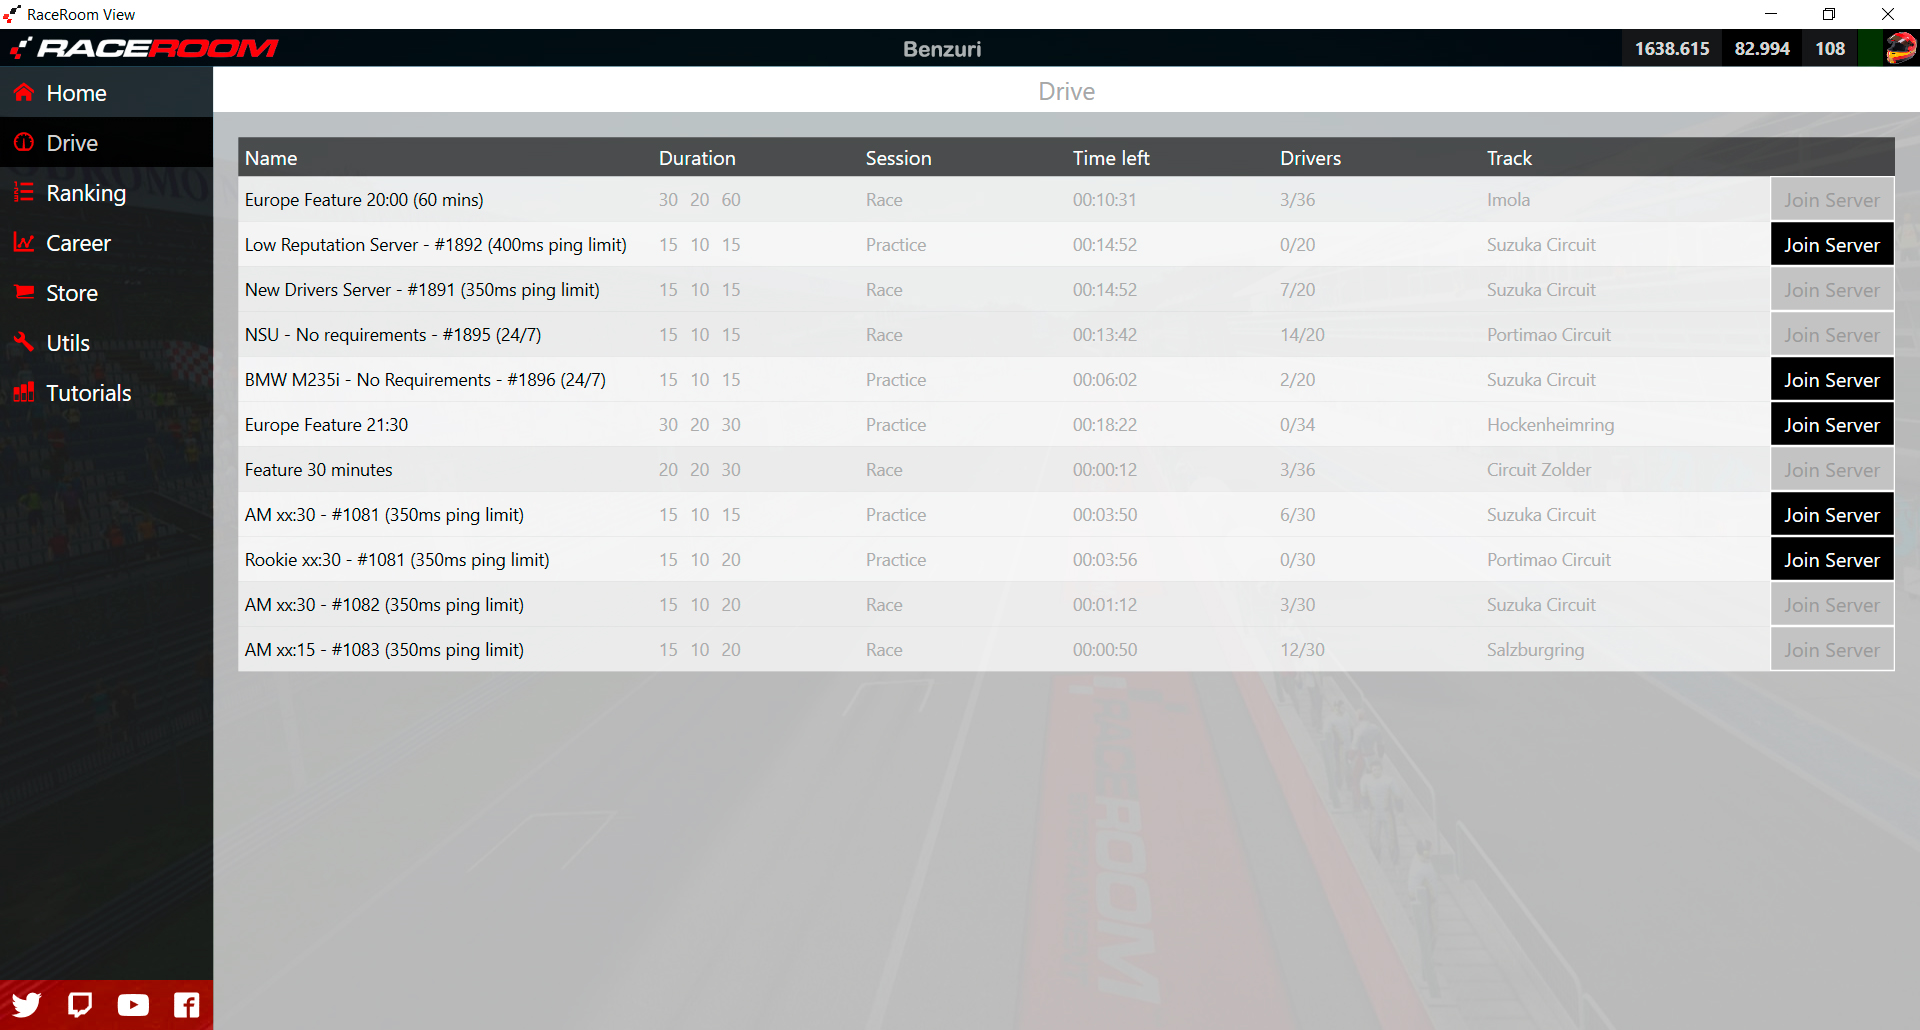 RaceRoom View
RACEROOM
Benzuri
1638.615 82.994 108
Home
Drive
Ranking
Career
Store
Utils
Tutorials
Drive
Name Duration Session Time left Drivers Track
Europe Feature 20:00 (60 mins) 30 20 60 Race 00:10:31 3/36 Imola Join Server
Low Reputation Server - #1892 (400ms ping limit) 15 10 15 Practice 00:14:52 0/20 Suzuka Circuit Join Server
New Drivers Server - #1891 (350ms ping limit) 15 10 15 Race 00:14:52 7/20 Suzuka Circuit Join Server
NSU - No requirements - #1895 (24/7) 15 10 15 Race 00:13:42 14/20 Portimao Circuit Join Server
BMW M235i - No Requirements - #1896 (24/7) 15 10 15 Practice 00:06:02 2/20 Suzuka Circuit Join Server
Europe Feature 21:30 30 20 30 Practice 00:18:22 0/34 Hockenheimring Join Server
Feature 30 minutes 20 20 30 Race 00:00:12 3/36 Circuit Zolder Join Server
AM xx:30 - #1081 (350ms ping limit) 15 10 15 Practice 00:03:50 6/30 Suzuka Circuit Join Server
Rookie xx:30 - #1081 (350ms ping limit) 15 10 20 Practice 00:03:56 0/30 Portimao Circuit Join Server
AM xx:30 - #1082 (350ms ping limit) 15 10 20 Race 00:01:12 3/30 Suzuka Circuit Join Server
AM xx:15 - #1083 (350ms ping limit) 15 10 20 Race 00:00:50 12/30 Salzburgring Join Server
RACEROOM